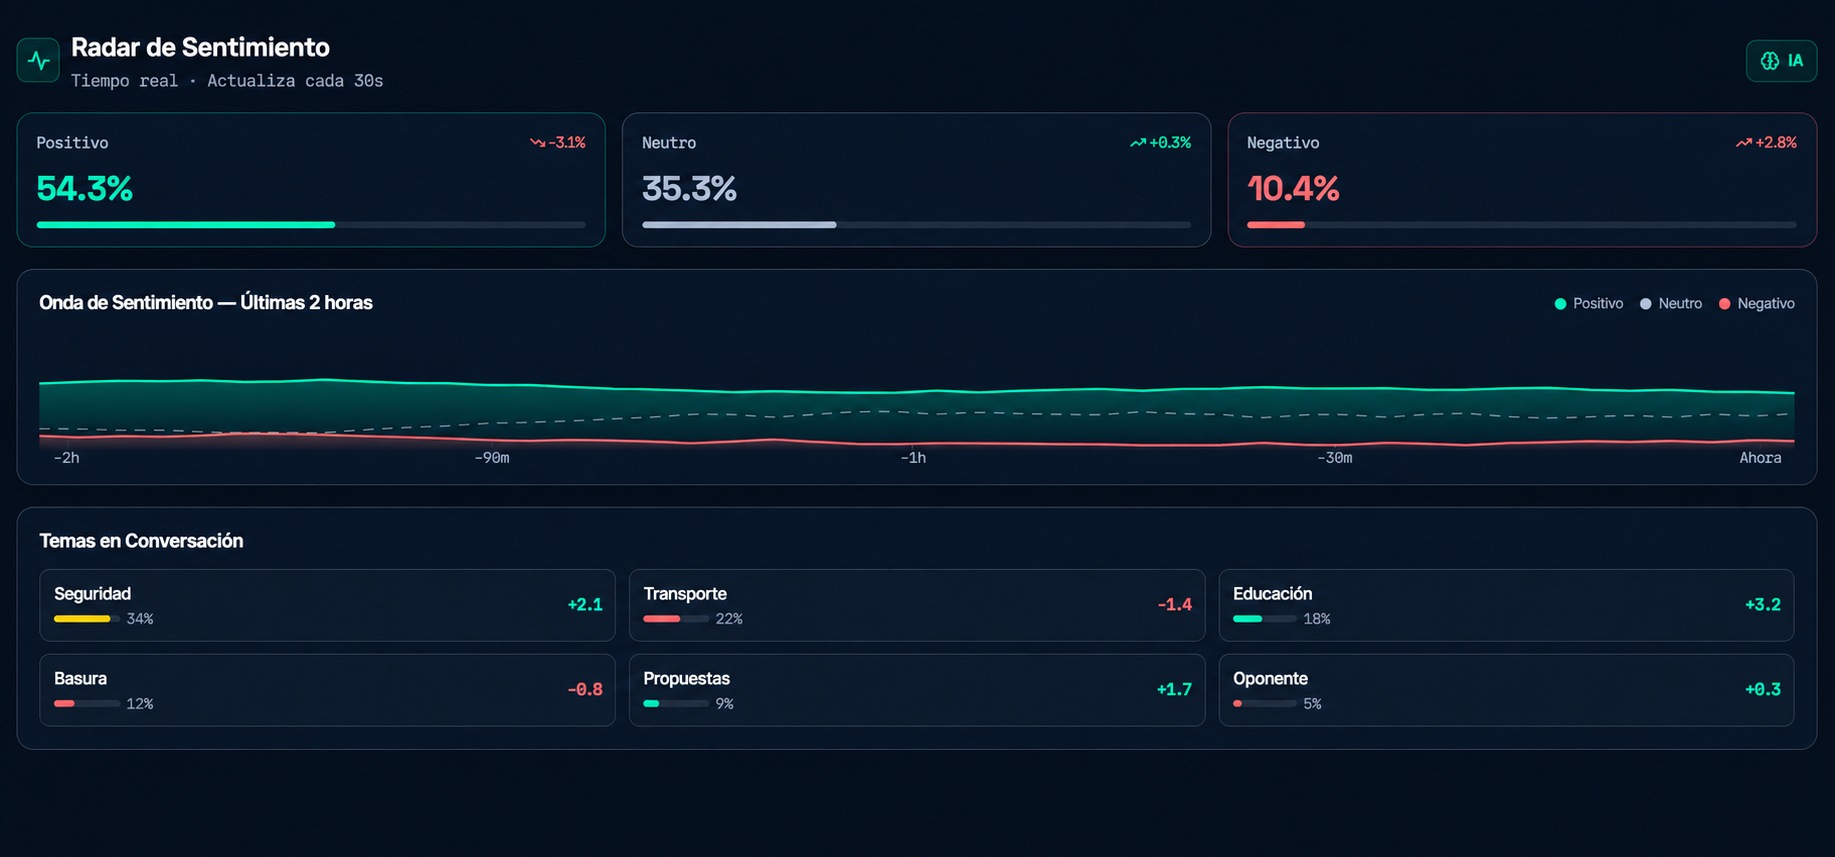 Radar de Sentimiento
Tiempo real · Actualiza cada 30s
IA
Positivo
-3.1%
54.3%
Neutro
+0.3%
35.3%
Negativo
+2.8%
10.4%
Onda de Sentimiento — Últimas 2 horas
Positivo
Neutro
Negativo
-2h
-90m
-1h
-30m
Ahora
Temas en Conversación
Seguridad
34%
+2.1
Transporte
22%
-1.4
Educación
18%
+3.2
Basura
12%
-0.8
Propuestas
9%
+1.7
Oponente
5%
+0.3